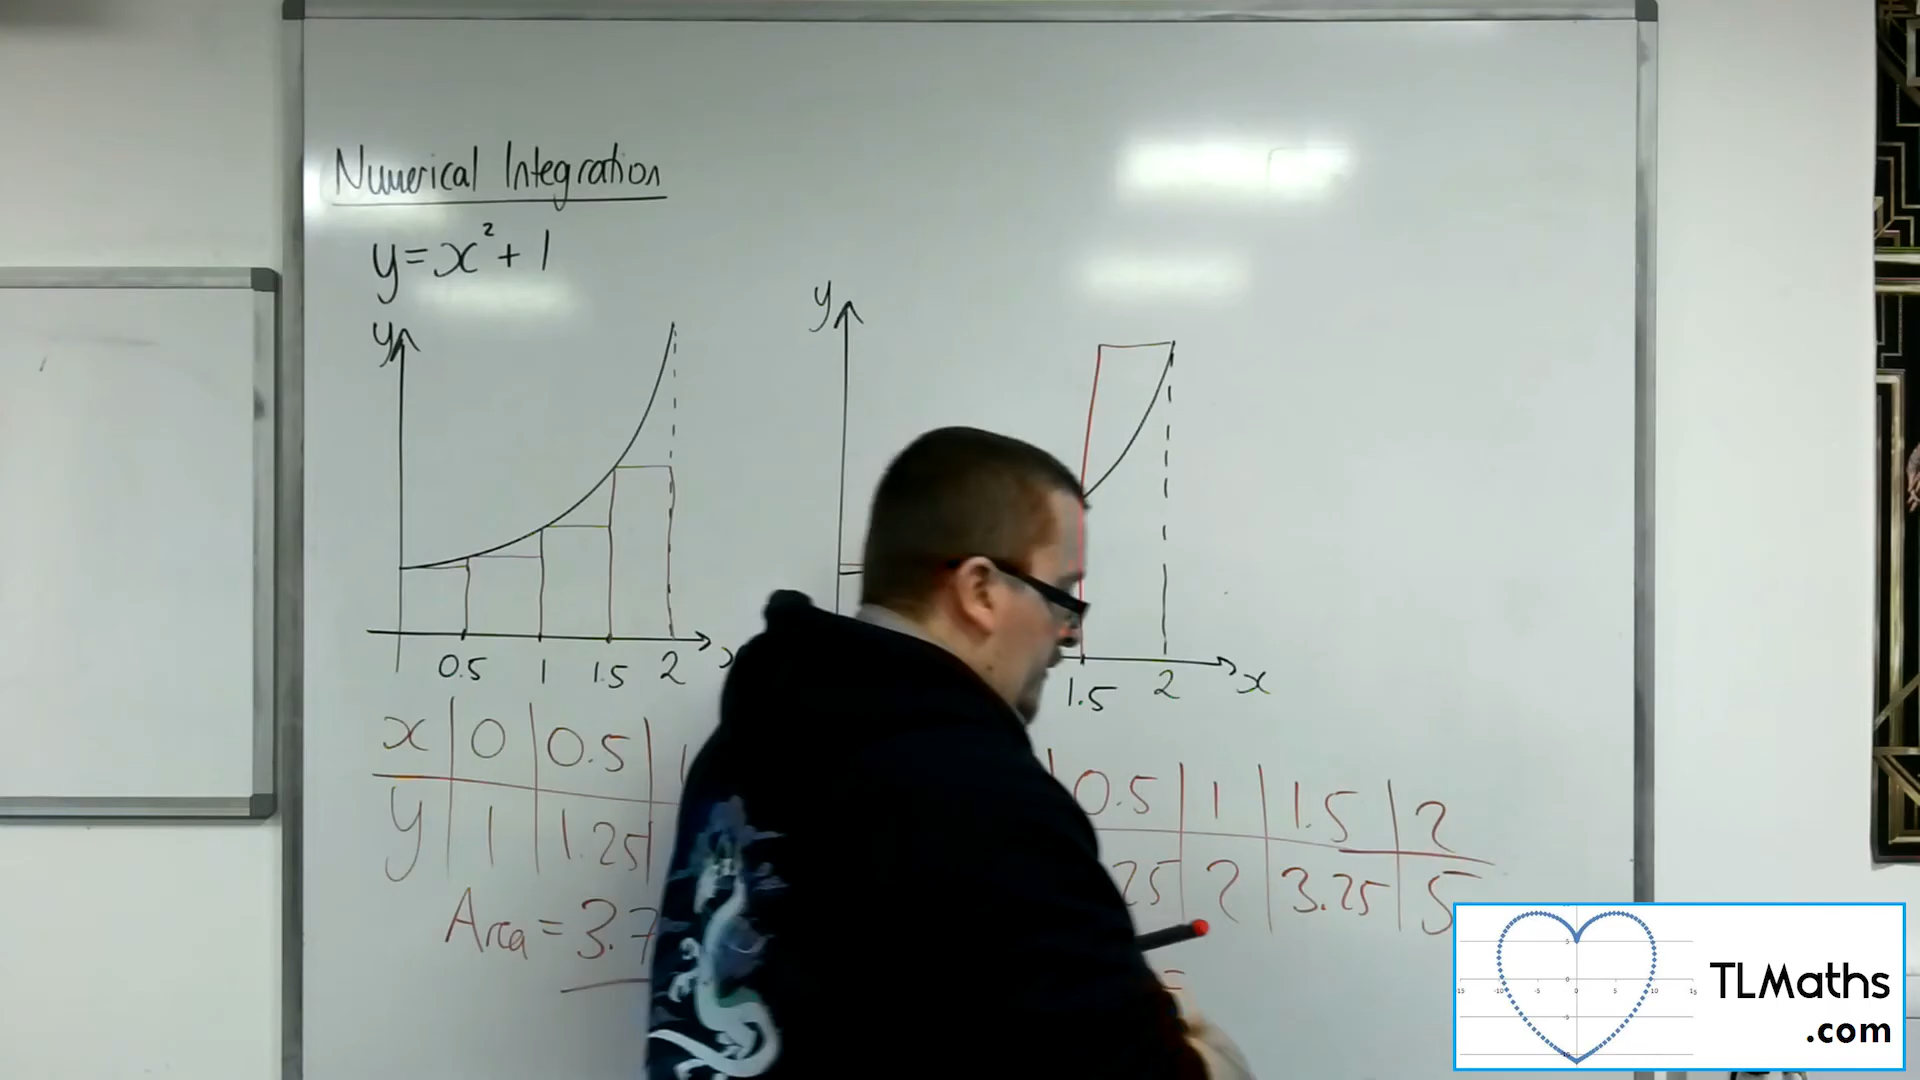 Numerical Integration
y=x²+1
y
0.5 1 1.5 2
y
1.5 2 x
x 0 0.5
y 1 1.25
Area = 3.7
0.5 1 1.5 2
25 2 3.25 5
=
TLMaths
.com